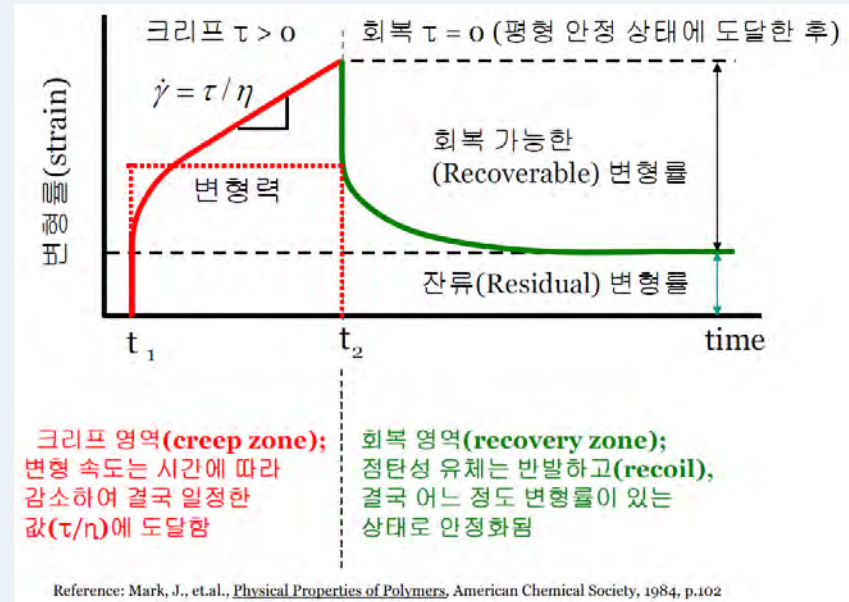 크리프 τ > 0
회복 τ = 0 (평형 안정 상태에 도달한 후)
γ̇ = τ / η
변형률(strain)
변형력
회복 가능한
(Recoverable) 변형률
잔류(Residual) 변형률
t₁
t₂
time
크리프 영역(creep zone);
변형 속도는 시간에 따라
감소하여 결국 일정한
값(τ/η)에 도달함
회복 영역(recovery zone);
점탄성 유체는 반발하고(recoil),
결국 어느 정도 변형률이 있는
상태로 안정화됨
Reference: Mark, J., et.al., Physical Properties of Polymers, American Chemical Society, 1984, p.102